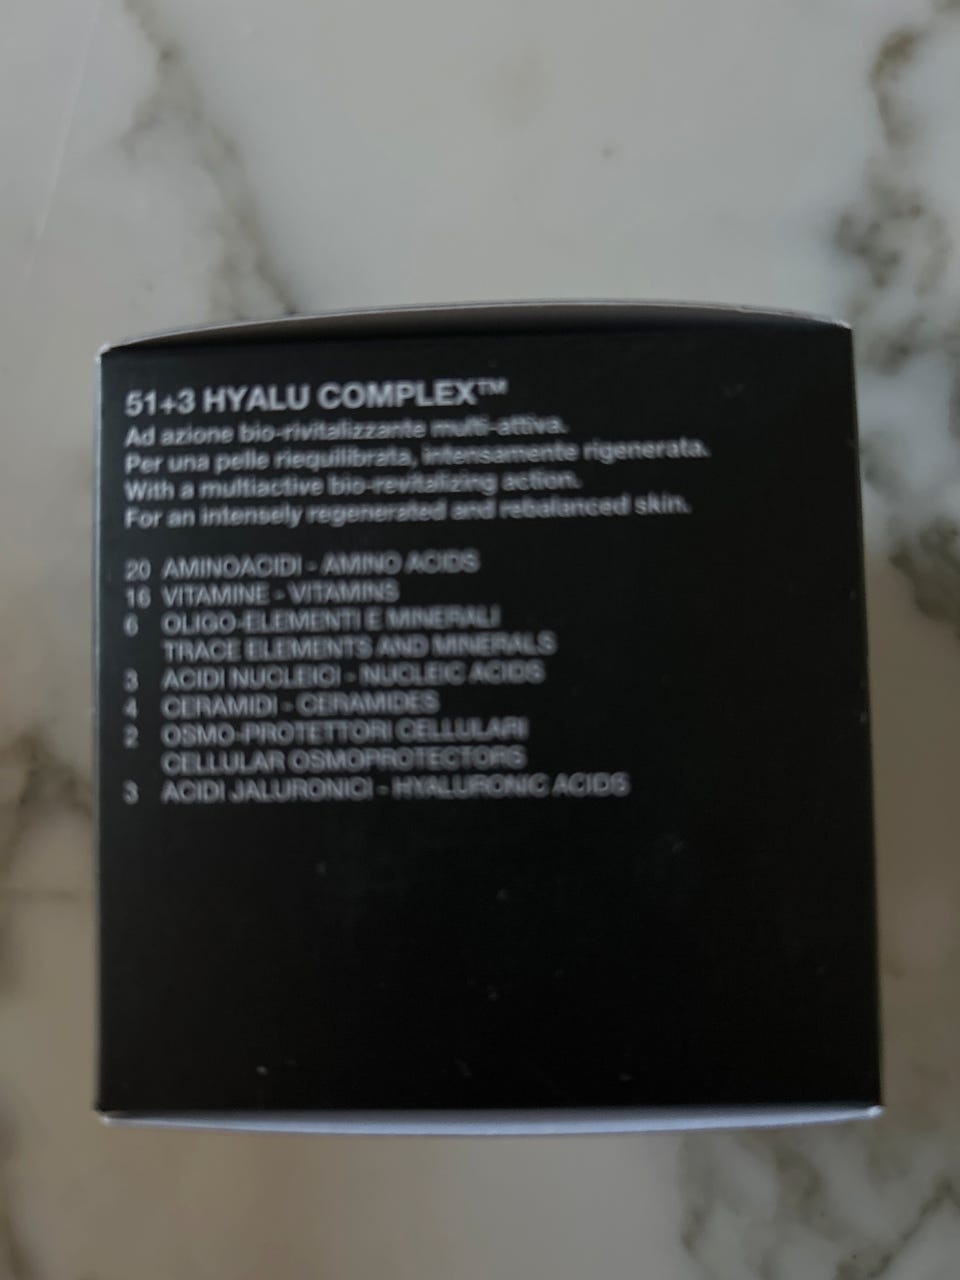 51+3 HYALU COMPLEX™
Ad azione bio-rivitalizzante multi-attiva.
Per una pelle riequilibrata, intensamente rigenerata.
With a multiactive bio-revitalizing action.
For an intensely regenerated and rebalanced skin.
20 AMINOACIDI - AMINO ACIDS
16 VITAMINE - VITAMINS
6 OLIGO-ELEMENTI E MINERALI
TRACE ELEMENTS AND MINERALS
3 ACIDI NUCLEICI - NUCLEIC ACIDS
4 CERAMIDI - CERAMIDES
2 OSMO-PROTETTORI CELLULARI
CELLULAR OSMOPROTECTORS
3 ACIDI JALURONICI - HYALURONIC ACIDS